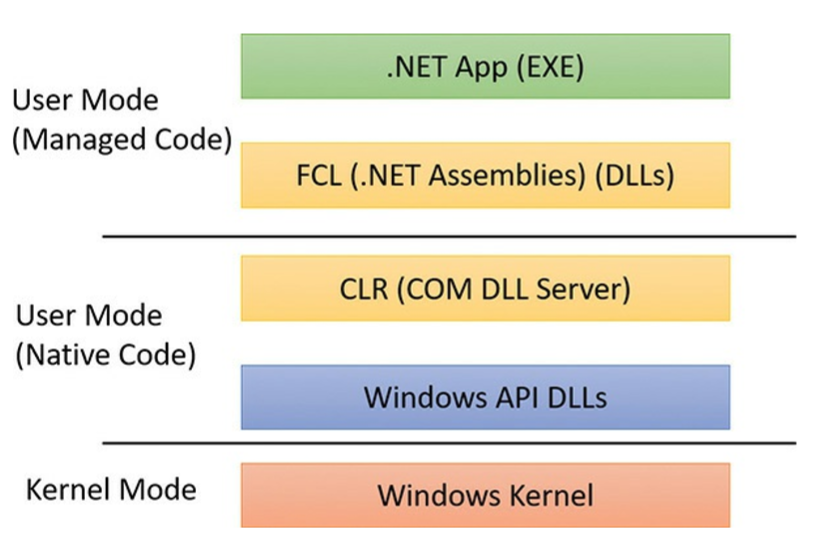 .NET App (EXE)
User Mode
(Managed Code)
FCL (.NET Assemblies) (DLLs)
CLR (COM DLL Server)
User Mode
(Native Code)
Windows API DLLs
Kernel Mode
Windows Kernel